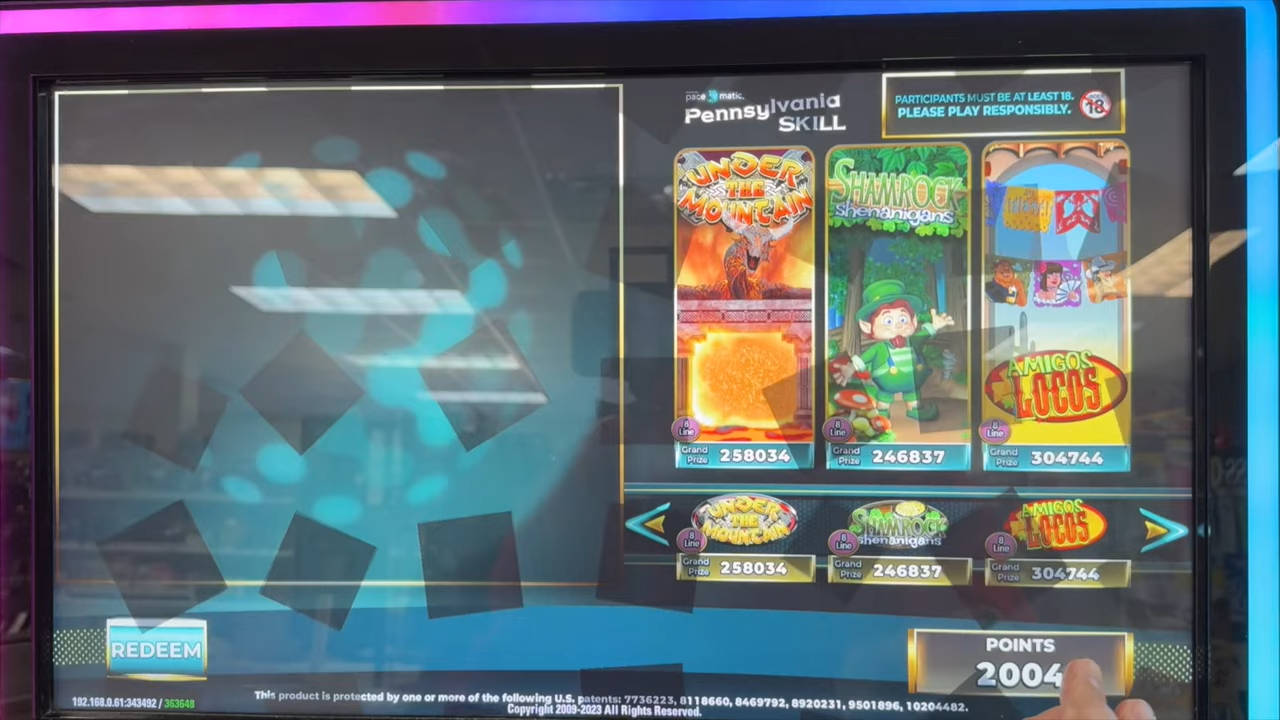 pace matic.
Pennsylvania
SKILL
PARTICIPANTS MUST BE AT LEAST 18.
PLEASE PLAY RESPONSIBLY.
18
UNDER
THE
MOUNTAIN
SHAMROCK
shenanigans
AMIGOS
LOCOS
8
Line
8
Line
8
Line
Grand
Prize
258034
Grand
Prize
246837
Grand
Prize
304744
UNDER
THE
MOUNTAIN
SHAMROCK
shenanigans
AMIGOS
LOCOS
8
Line
8
Line
8
Line
Grand
Prize
258034
Grand
Prize
246837
Grand
Prize
304744
REDEEM
POINTS
2004
192.168.0.61:343492 / 363648
This product is protected by one or more of the following U.S. patents: 7736223, 8118660, 8469792, 8920231, 9501896, 10204482.
Copyright 2009-2023 All Rights Reserved.